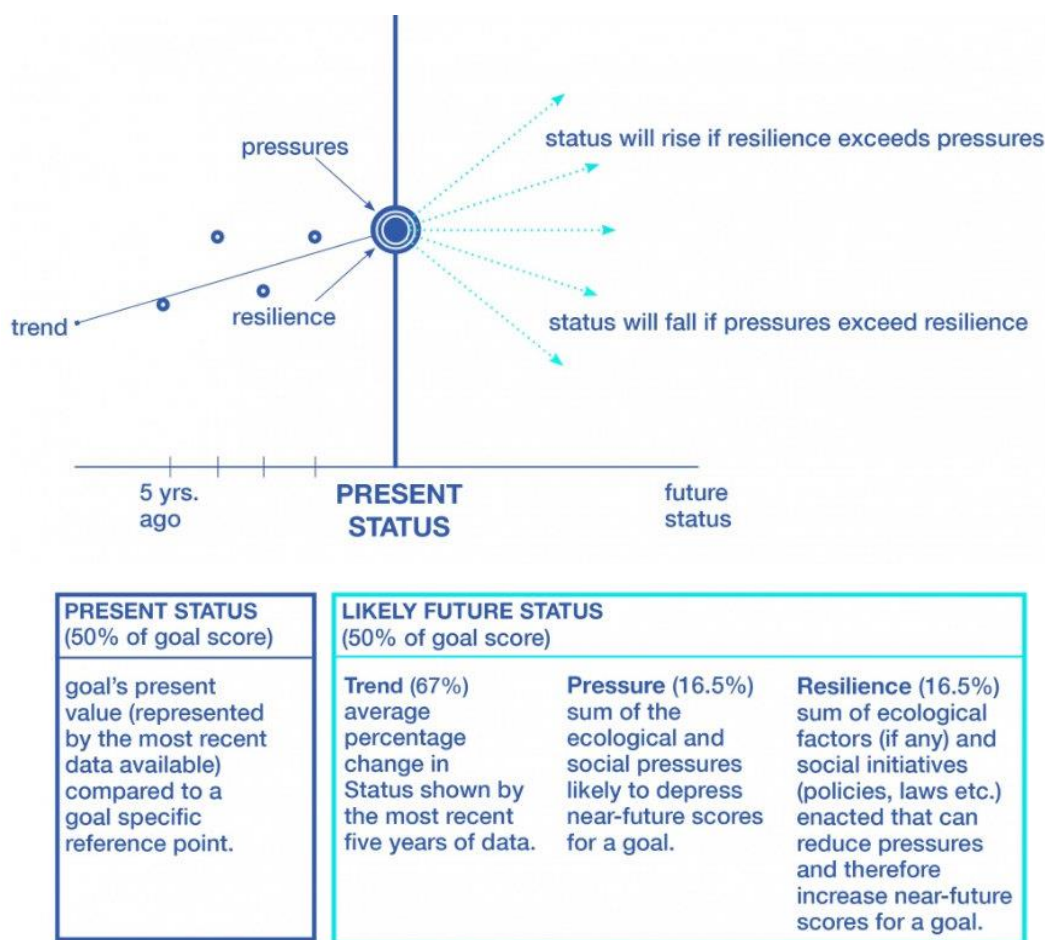 pressures
status will rise if resilience exceeds pressures
trend
resilience
status will fall if pressures exceed resilience
5 yrs.
ago
PRESENT
STATUS
future
status
PRESENT STATUS
(50% of goal score)
goal's present
value (represented
by the most recent
data available)
compared to a
goal specific
reference point.
LIKELY FUTURE STATUS
(50% of goal score)
Trend (67%)
average
percentage
change in
Status shown by
the most recent
five years of data.
Pressure (16.5%)
sum of the
ecological and
social pressures
likely to depress
near-future scores
for a goal.
Resilience (16.5%)
sum of ecological
factors (if any) and
social initiatives
(policies, laws etc.)
enacted that can
reduce pressures
and therefore
increase near-future
scores for a goal.